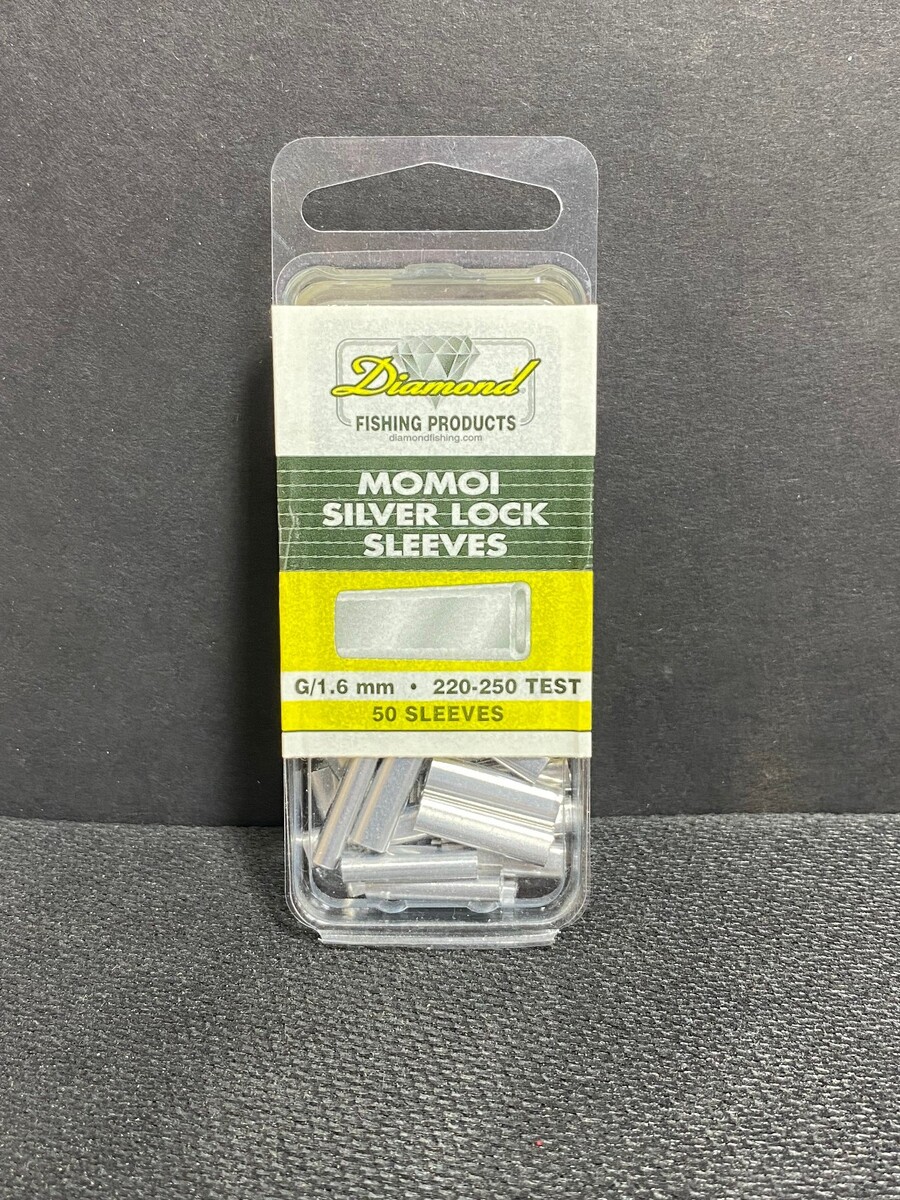 Diamond
FISHING PRODUCTS
diamondfishing.com
MOMOI
SILVER LOCK
SLEEVES
G/1.6 mm • 220-250 TEST
50 SLEEVES